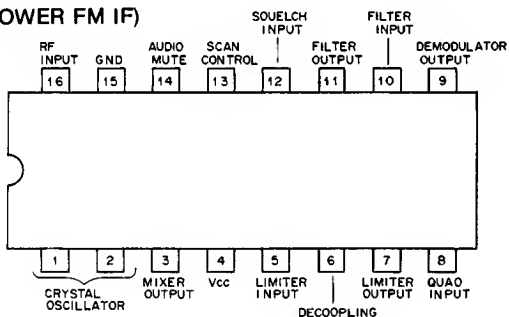 OWER FM IF)
SOUELCH
INPUT
FILTER
INPUT
RF
INPUT
GND
AUDIO
MUTE
SCAN
CONTROL
FILTER
OUTPUT
DEMODULATOR
OUTPUT
16 15 14 13 12 11 10 9
1 2 3 4 5 6 7 8
CRYSTAL
OSCILLATOR
MIXER
OUTPUT
Vcc
LIMITER
INPUT
DECOOPLING
LIMITER
OUTPUT
QUAO
INPUT